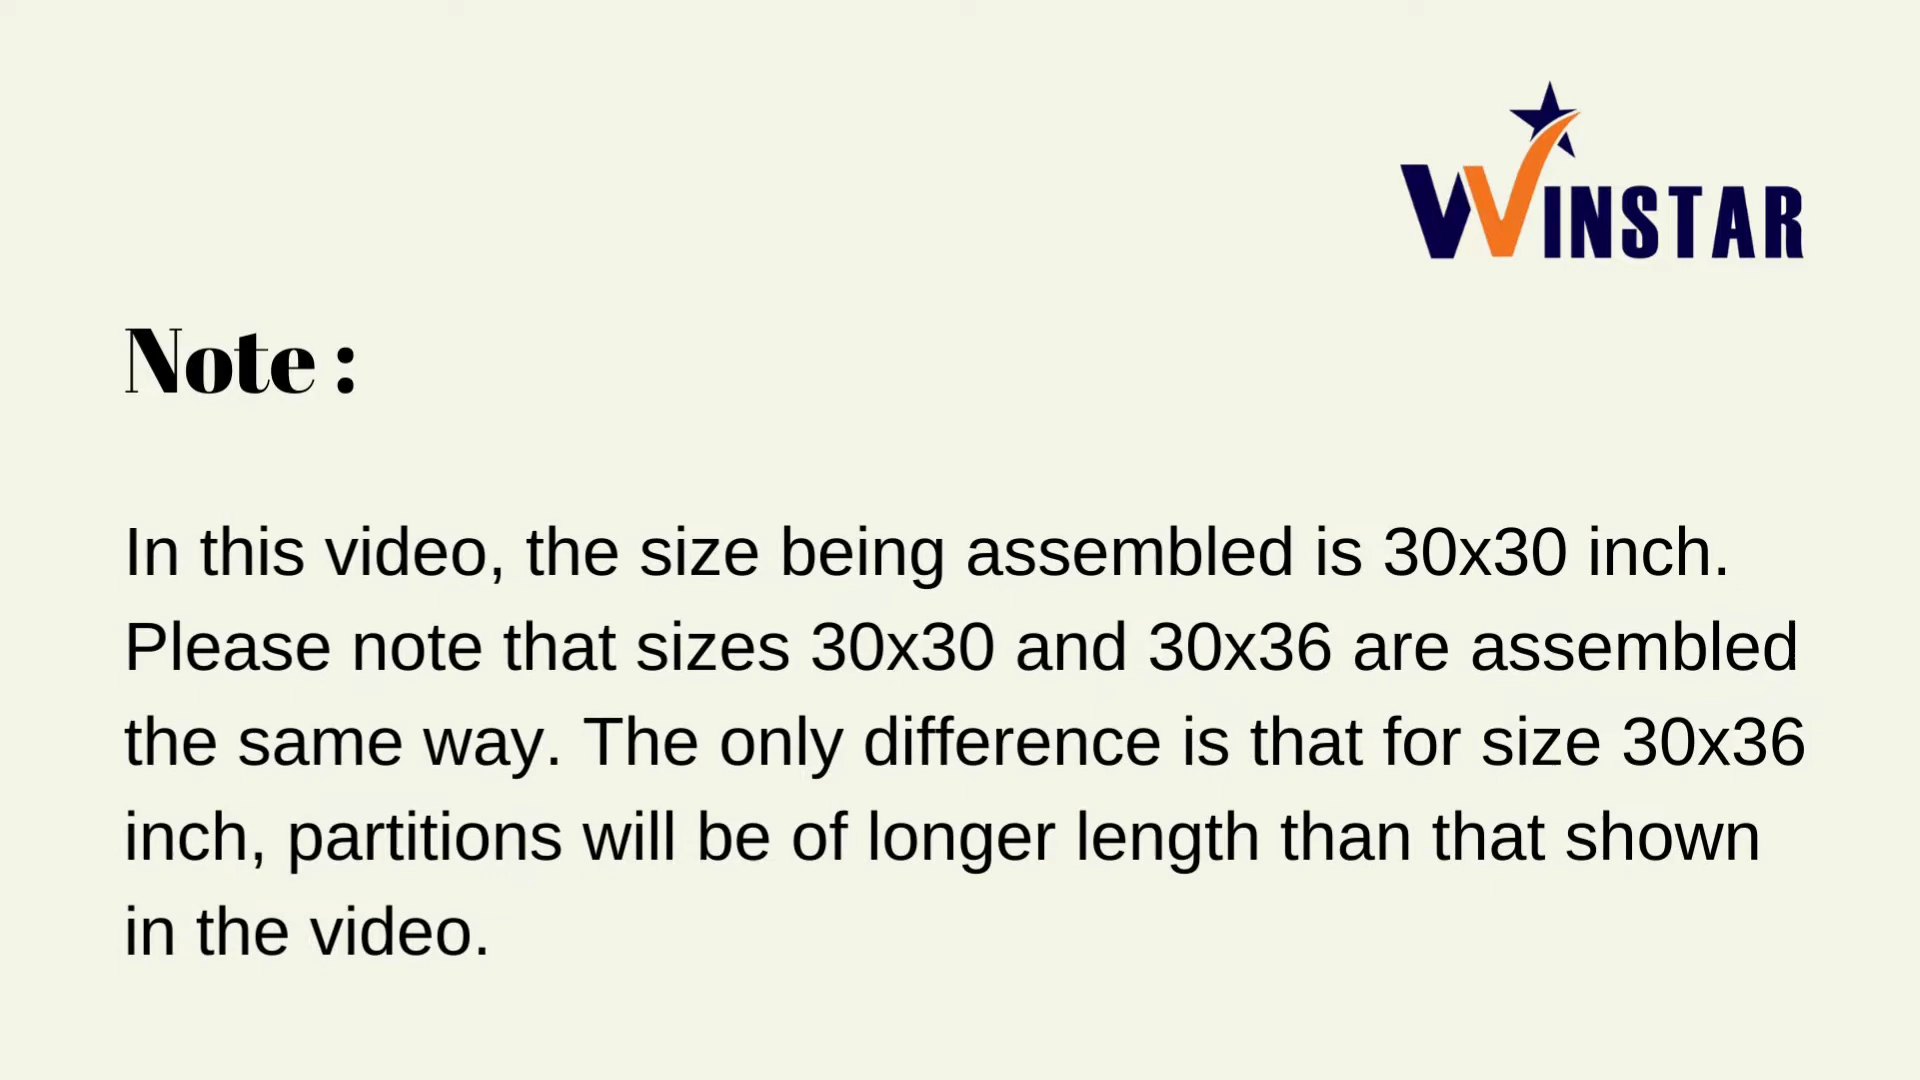 WINSTAR
Note :
In this video, the size being assembled is 30x30 inch.
Please note that sizes 30x30 and 30x36 are assembled
the same way. The only difference is that for size 30x36
inch, partitions will be of longer length than that shown
in the video.